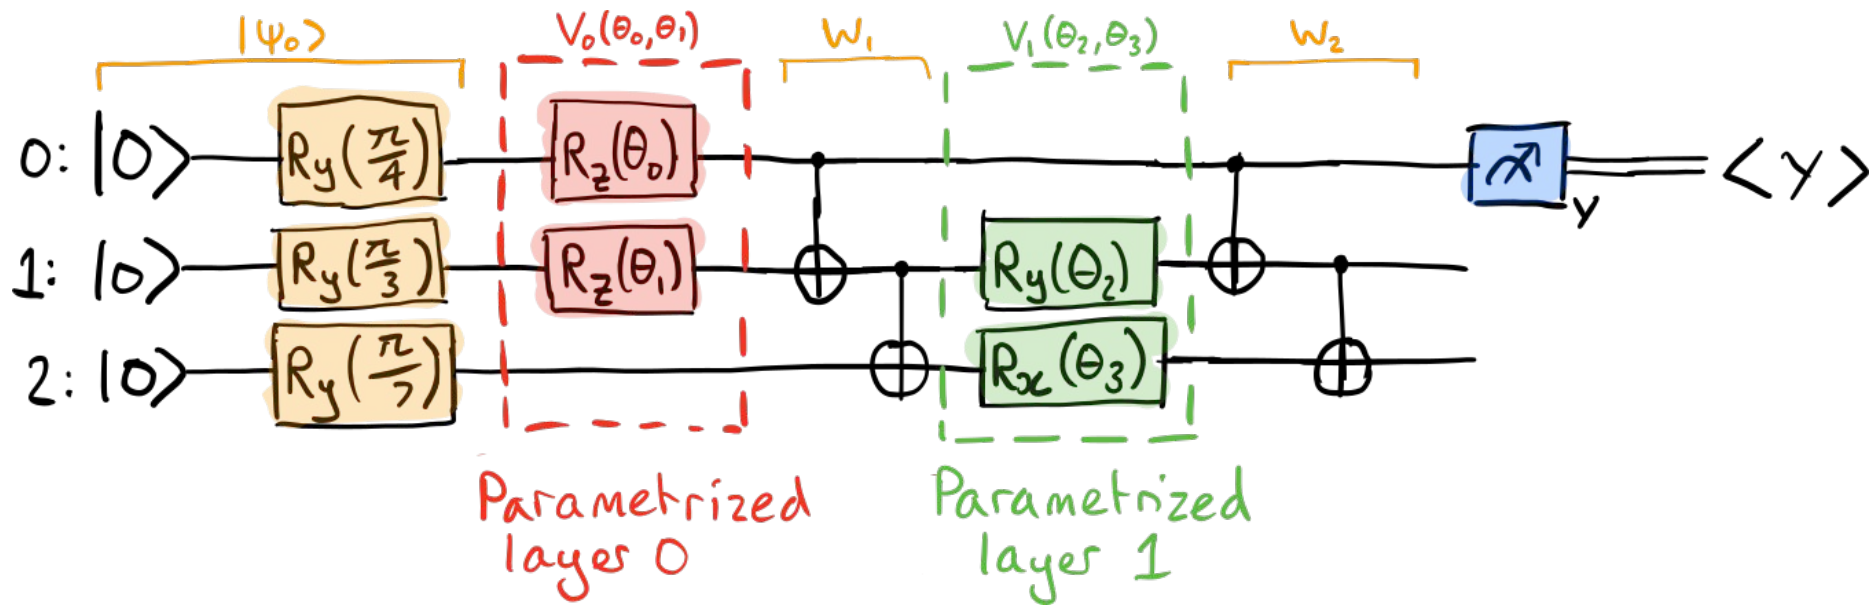 |ψ₀> V₀(θ₀,θ₁) W₁ V₁(θ₂,θ₃) W₂
0: |0> Ry(π/4) Rz(θ₀) y <y>
1: |0> Ry(π/3) Rz(θ₁) Ry(θ₂)
2: |0> Ry(π/7) Rx(θ₃)
Parametrized
layer 0
Parametrized
layer 1